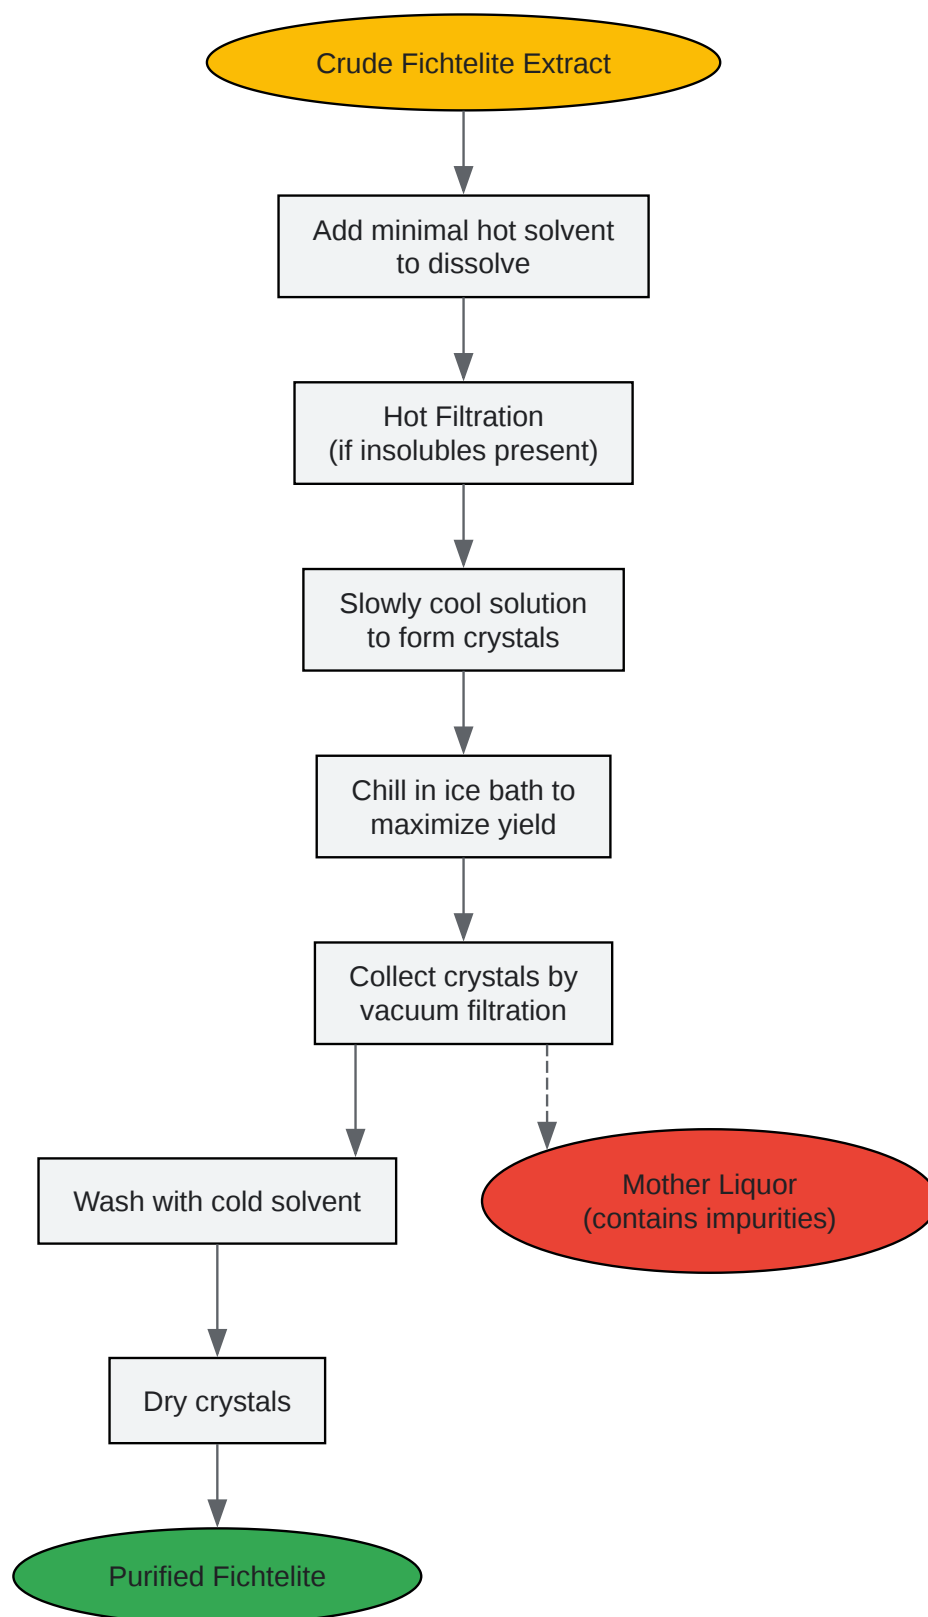 Crude Fichtelite Extract
Add minimal hot solvent
to dissolve
Hot Filtration
(if insolubles present)
Slowly cool solution
to form crystals
Chill in ice bath to
maximize yield
Collect crystals by
vacuum filtration
Wash with cold solvent
Mother Liquor
(contains impurities)
Dry crystals
Purified Fichtelite